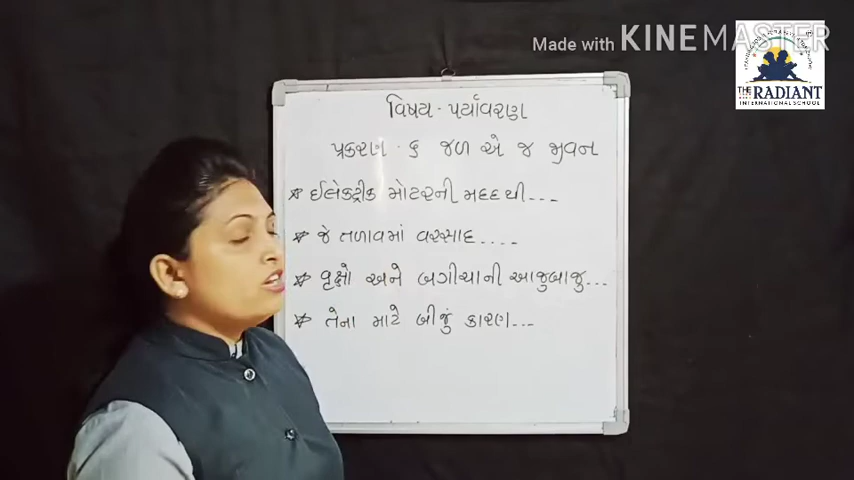 Made with KINEMASTER
THE RADIANT
INTERNATIONAL SCHOOL
વિષય - પર્યાવરણ
પ્રકરણ - ૬ જળ એ જ જીવન
☆ ઈલેકટ્રીક મોટરની મદદથી---
☆ જે તળાવમાં વરસાદ----
☆ વૃક્ષો અને બગીચાની આજુબાજુ---
☆ તેના માટે બીજું કારણ---